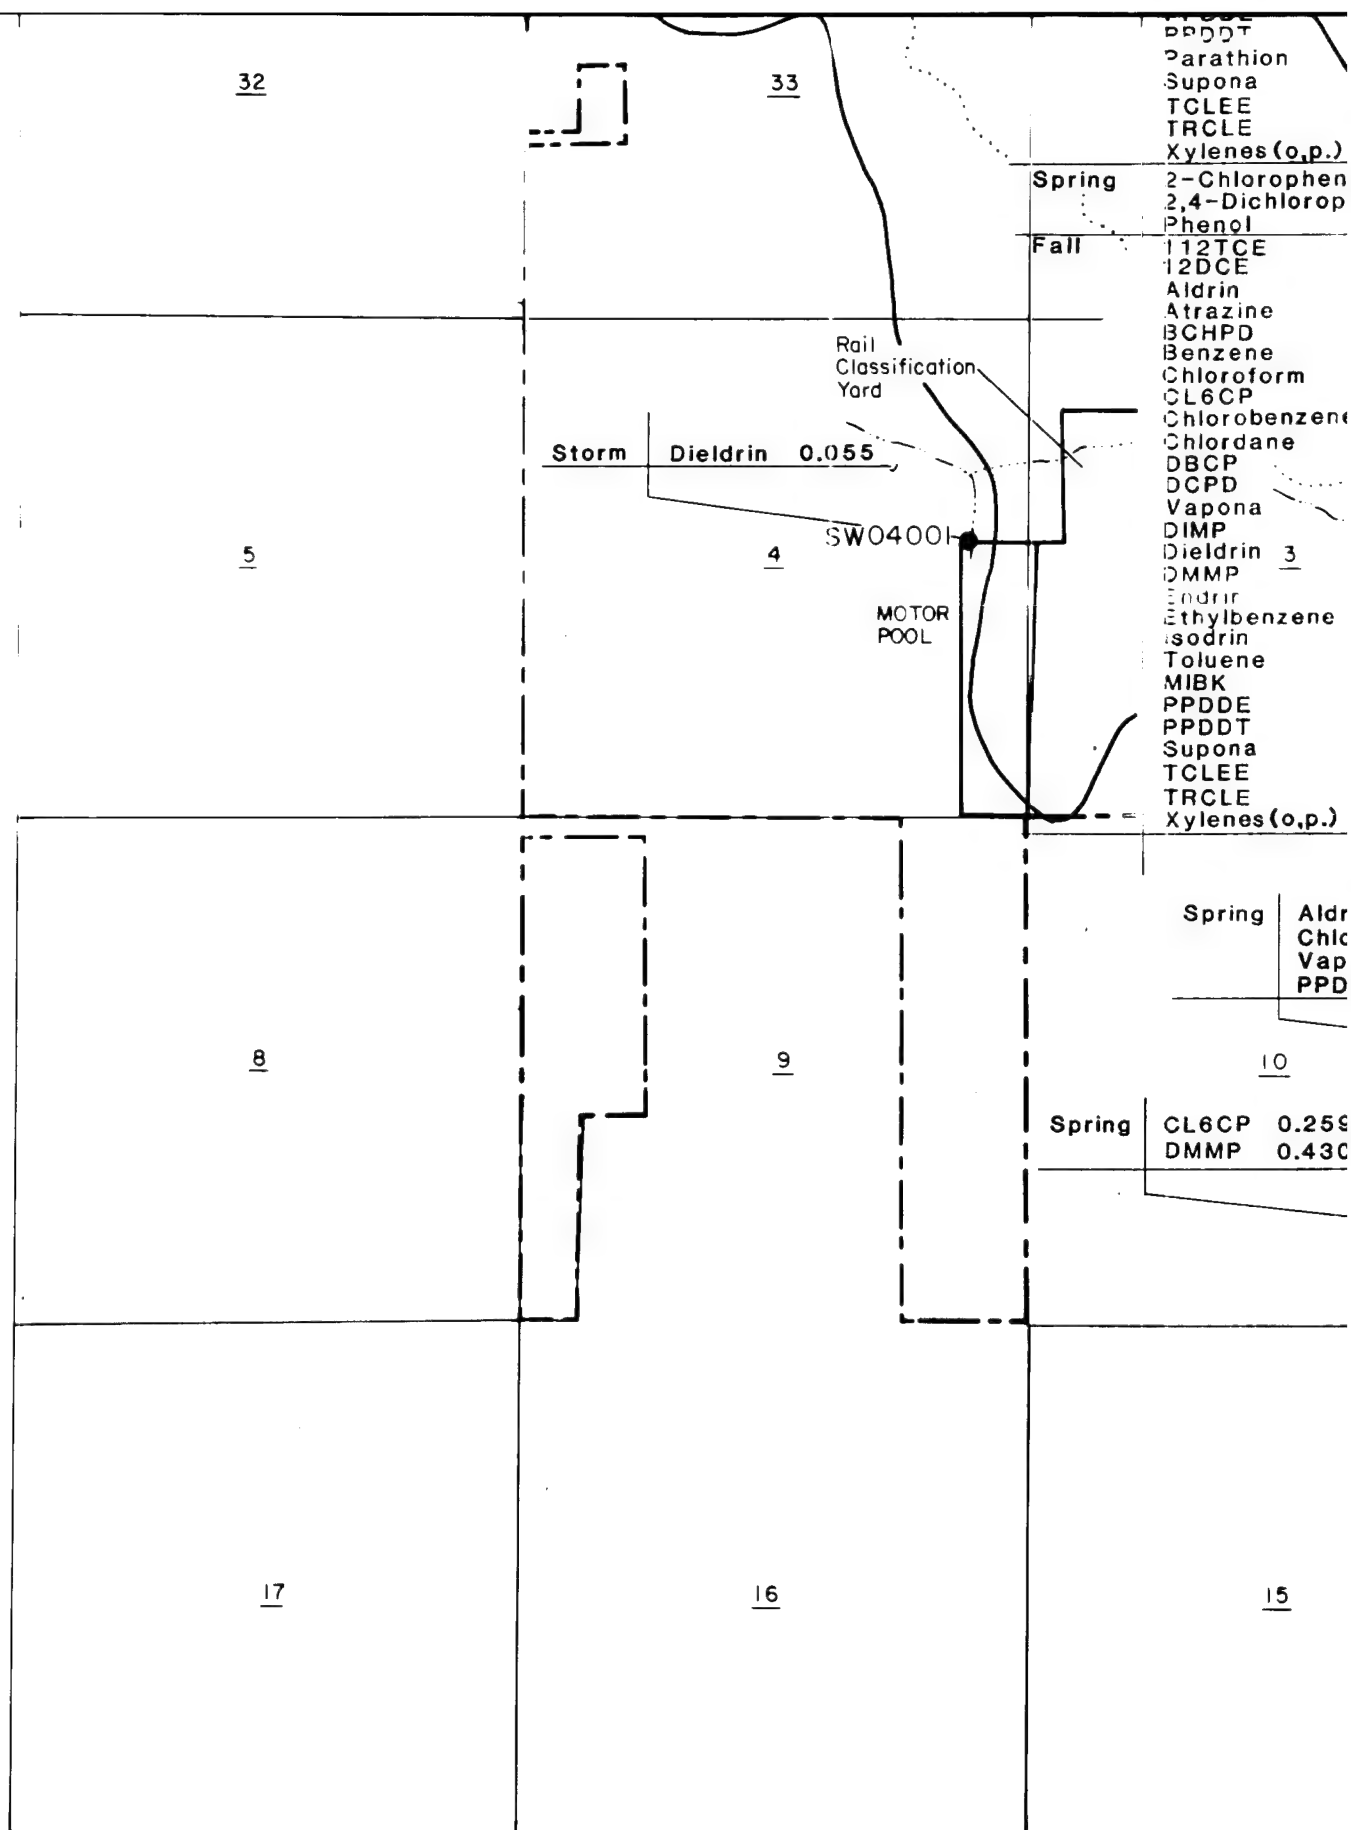 PPDDT
Parathion
Supona
TCLEE
TRCLE
Xylenes (o,p.)
32
33
Spring 2-Chlorophen
2,4-Dichlorop
Phenol
Fall 112TCE
12DCE
Aldrin
Atrazine
BCHPD
Benzene
Chloroform
CL6CP
Chlorobenzene
Chlordane
DBCP
DCPD
Vapona
DIMP
Dieldrin
DMMP
Endrin
Ethylbenzene
Isodrin
Toluene
MIBK
PPDDE
PPDDT
Supona
TCLEE
TRCLE
Xylenes (o,p.)
Rail
Classification
Yard
Storm Dieldrin 0.055
SW04001
5
4
3
MOTOR
POOL
Spring Aldr
Chlo
Vap
PPD
8
9
10
Spring CL6CP 0.259
DMMP 0.430
17
16
15